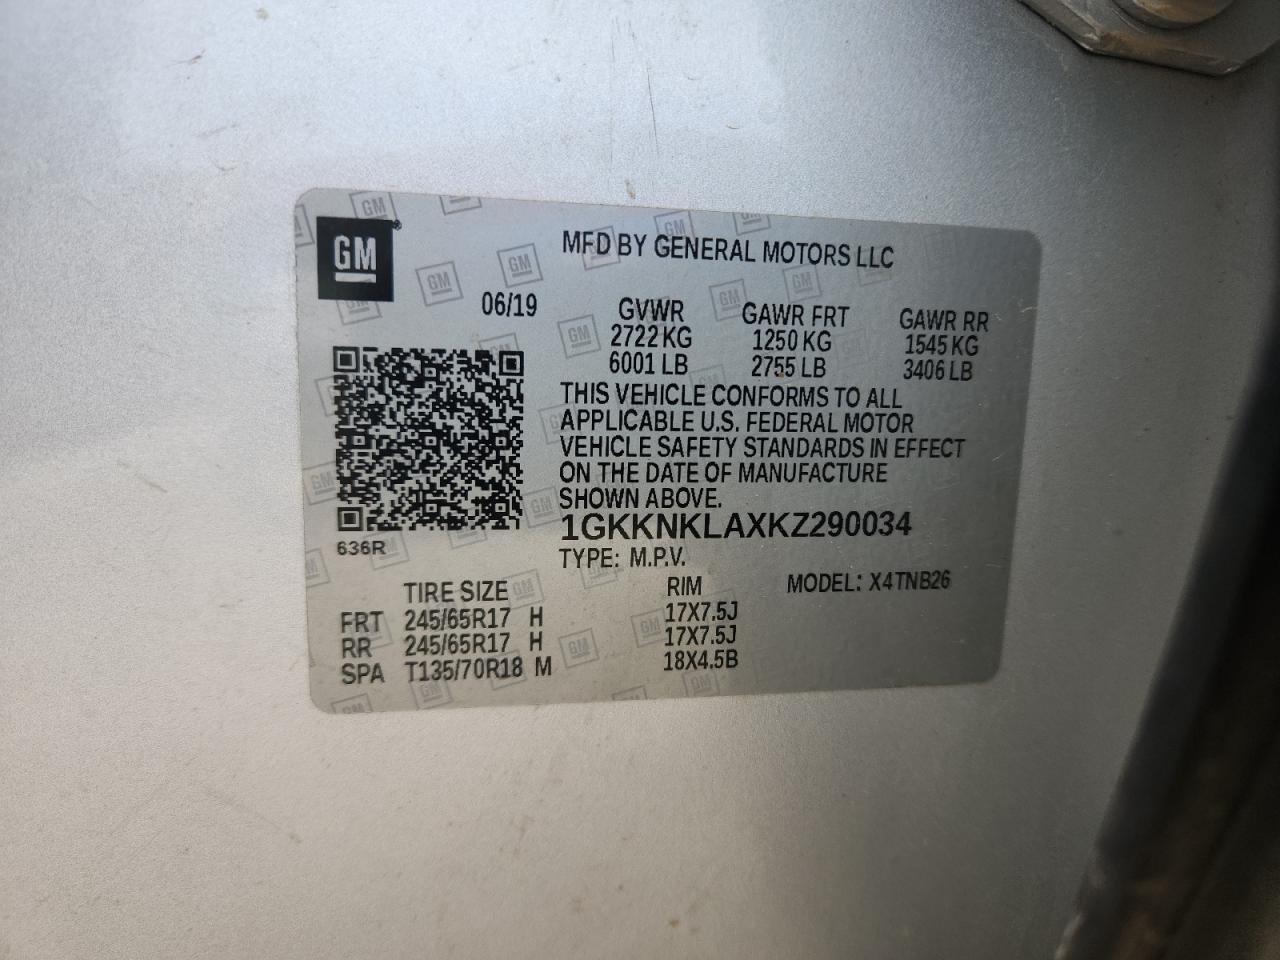 GM®
MFD BY GENERAL MOTORS LLC
06/19
GVWR GAWR FRT GAWR RR
2722 KG 1250 KG 1545 KG
6001 LB 2755 LB 3406 LB
THIS VEHICLE CONFORMS TO ALL
APPLICABLE U.S. FEDERAL MOTOR
VEHICLE SAFETY STANDARDS IN EFFECT
ON THE DATE OF MANUFACTURE
SHOWN ABOVE.
1GKKNKLAXKZ290034
636R
TYPE: M.P.V.
TIRE SIZE RIM MODEL: X4TNB26
FRT 245/65R17 H 17X7.5J
RR 245/65R17 H 17X7.5J
SPA T135/70R18 M 18X4.5B